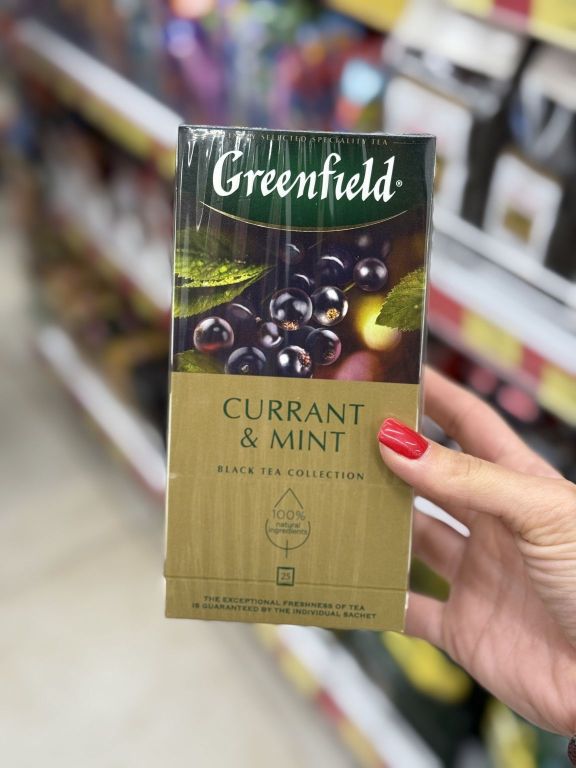 SELECTED SPECIALITY TEA
Greenfield®
CURRANT
& MINT
BLACK TEA COLLECTION
100%
natural
ingredients
25
THE EXCEPTIONAL FRESHNESS OF TEA
IS GUARANTEED BY THE INDIVIDUAL SACHET